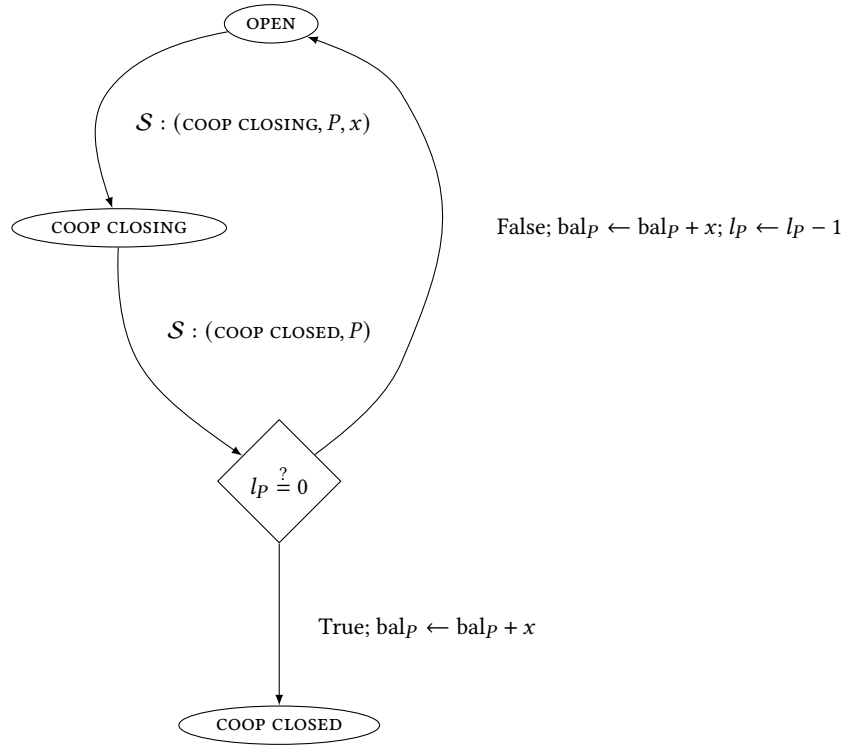 OPEN
𝒮 : (COOP CLOSING, P, x)
COOP CLOSING
False; bal_P ← bal_P + x; l_P ← l_P − 1
𝒮 : (COOP CLOSED, P)
l_P ≟ 0
True; bal_P ← bal_P + x
COOP CLOSED